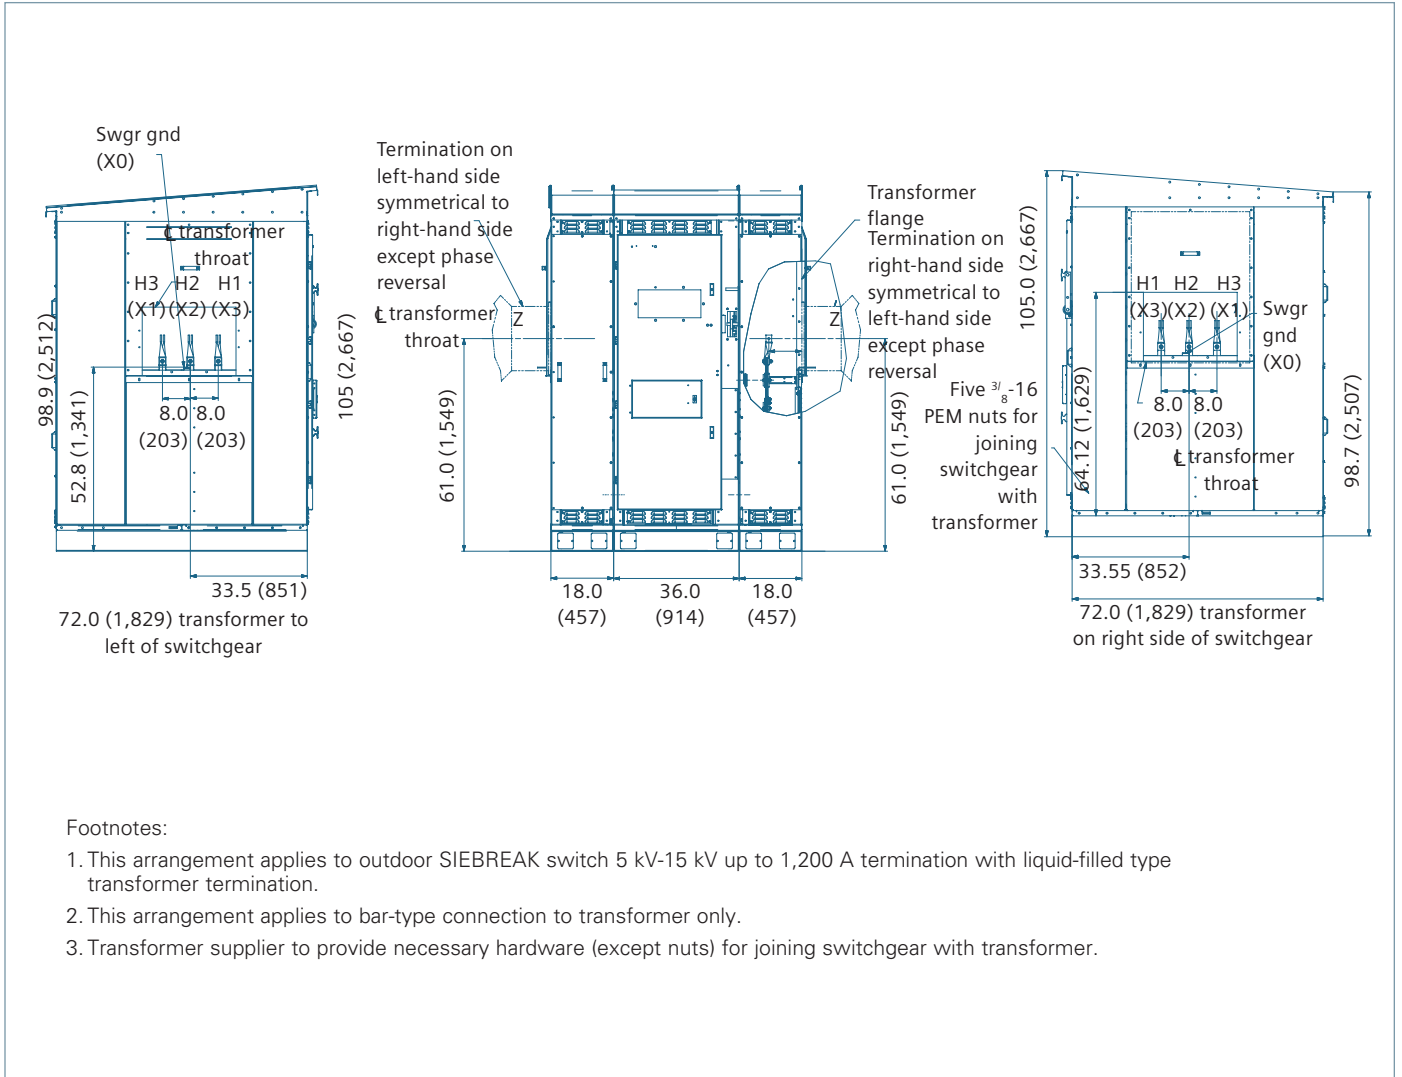 Swgr gnd
(X0)
℄ transformer
throat
H3 H2 H1
(X1) (X2) (X3)
98.9 (2,512)
52.8 (1,341)
105 (2,667)
8.0 8.0
(203) (203)
33.5 (851)
72.0 (1,829) transformer to
left of switchgear
Termination on
left-hand side
symmetrical to
right-hand side
except phase
reversal
℄ transformer
throat
Z
61.0 (1,549)
18.0 36.0 18.0
(457) (914) (457)
Transformer
flange
Termination on
right-hand side
symmetrical to
left-hand side
except phase
reversal
Z
61.0 (1,549)
Five 3/8-16
PEM nuts for
joining
switchgear
with
transformer
105.0 (2,667)
64.12 (1,629)
H1 H2 H3
(X3) (X2) (X1)
Swgr
gnd
(X0)
8.0 8.0
(203) (203)
℄ transformer
throat
98.7 (2,507)
33.55 (852)
72.0 (1,829) transformer
on right side of switchgear
Footnotes:
1. This arrangement applies to outdoor SIEBREAK switch 5 kV-15 kV up to 1,200 A termination with liquid-filled type
transformer termination.
2. This arrangement applies to bar-type connection to transformer only.
3. Transformer supplier to provide necessary hardware (except nuts) for joining switchgear with transformer.